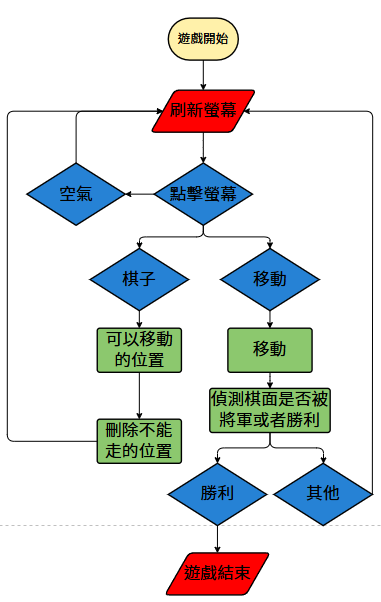 遊戲開始
刷新螢幕
空氣
點擊螢幕
棋子
移動
可以移動
的位置
移動
刪除不能
走的位置
偵測棋面是否被
將軍或者勝利
勝利
其他
遊戲結束